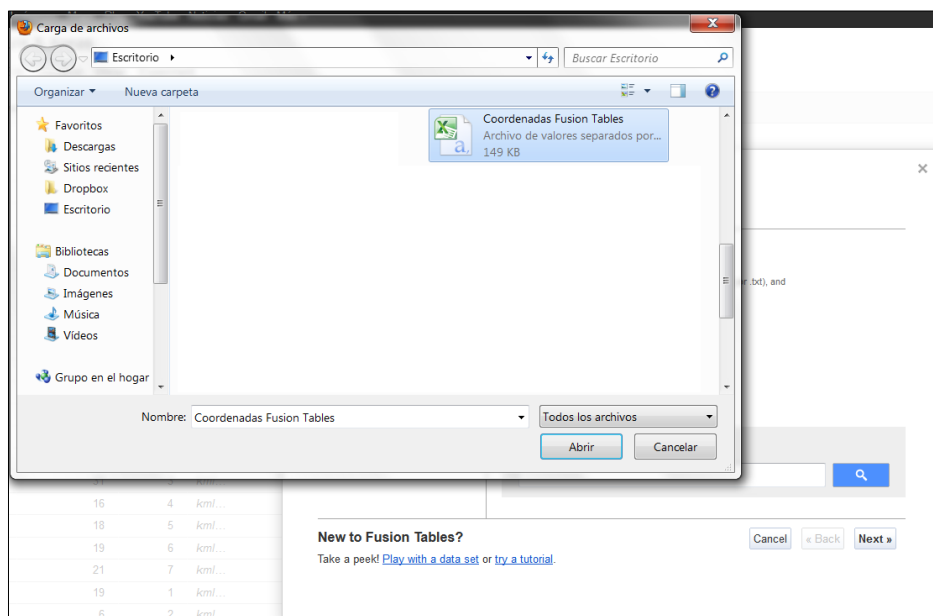 Carga de archivos
Escritorio
Buscar Escritorio
Organizar
Nueva carpeta
Favoritos
Descargas
Sitios recientes
Dropbox
Escritorio
Bibliotecas
Documentos
Imágenes
Música
Vídeos
Grupo en el hogar
Coordenadas Fusion Tables
Archivo de valores separados por...
149 KB
Nombre: Coordenadas Fusion Tables
Todos los archivos
Abrir Cancelar
.txt), and
16 4 kml...
18 5 kml...
19 6 kml...
21 7 kml...
19 1 kml...
6 2 kml
New to Fusion Tables?
Take a peek! Play with a data set or try a tutorial.
Cancel « Back Next »